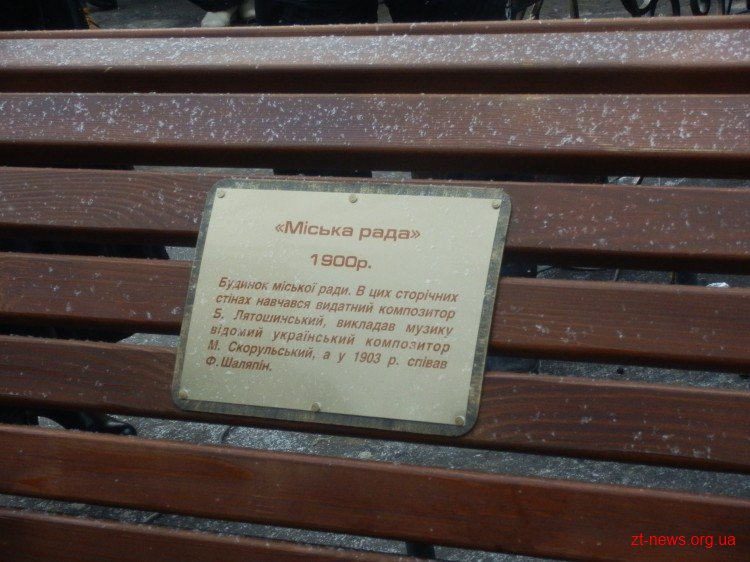 «Міська рада»
1900р.
Будинок міської ради. В цих сторічних
стінах навчався видатний композитор
Б. Лятошинський, викладав музику
відомий український композитор
М. Скорульський, а у 1903 р. співав
Ф. Шаляпін.
zt-news.org.ua